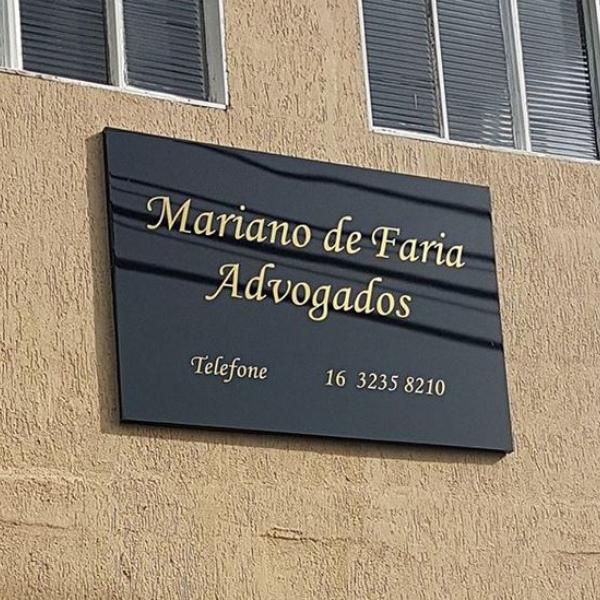 Mariano de Faria
Advogados
Telefone 16 3235 8210